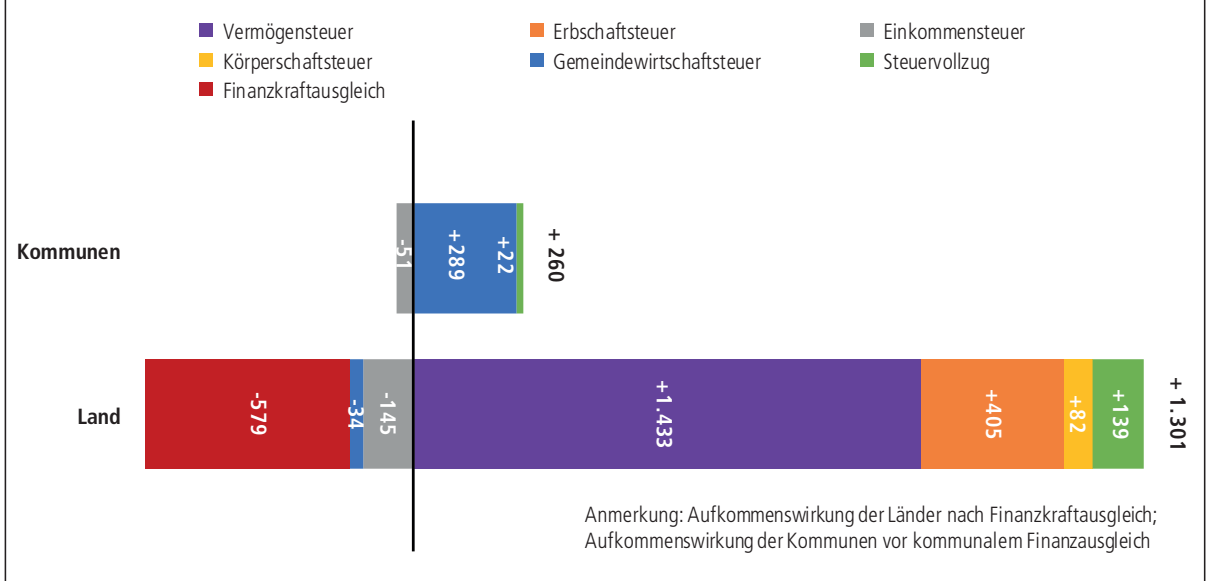 Vermögensteuer
Erbschaftsteuer
Einkommensteuer
Körperschaftsteuer
Gemeindewirtschaftsteuer
Steuervollzug
Finanzkraftausgleich
Kommunen
-51
+289
+22
+ 260
Land
-579
-34
-145
+1.433
+405
+82
+139
+ 1.301
Anmerkung: Aufkommenswirkung der Länder nach Finanzkraftausgleich;
Aufkommenswirkung der Kommunen vor kommunalem Finanzausgleich